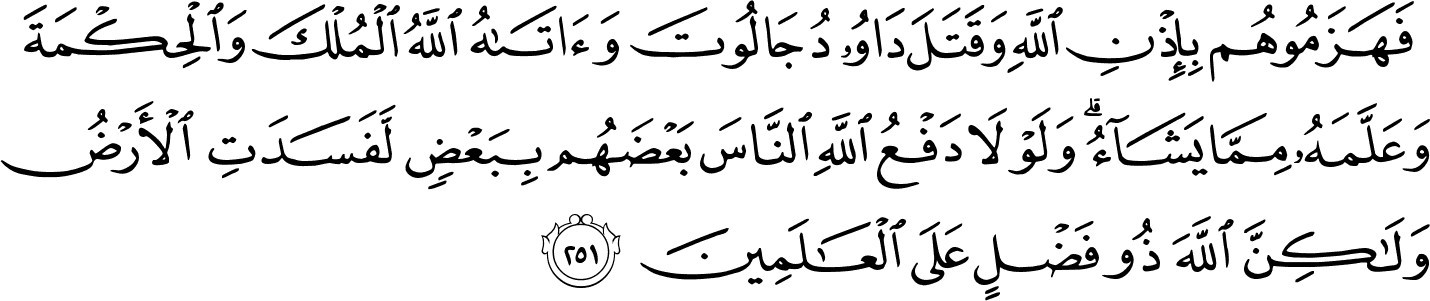 فَهَزَمُوهُم بِإِذْنِ ٱللَّهِ وَقَتَلَ دَاوُۥدُ جَالُوتَ وَءَاتَىٰهُ ٱللَّهُ ٱلْمُلْكَ وَٱلْحِكْمَةَ
وَعَلَّمَهُۥ مِمَّا يَشَآءُ ۗ وَلَوْلَا دَفْعُ ٱللَّهِ ٱلنَّاسَ بَعْضَهُم بِبَعْضٍ لَّفَسَدَتِ ٱلْأَرْضُ
وَلَٰكِنَّ ٱللَّهَ ذُو فَضْلٍ عَلَى ٱلْعَٰلَمِينَ ٢٥١